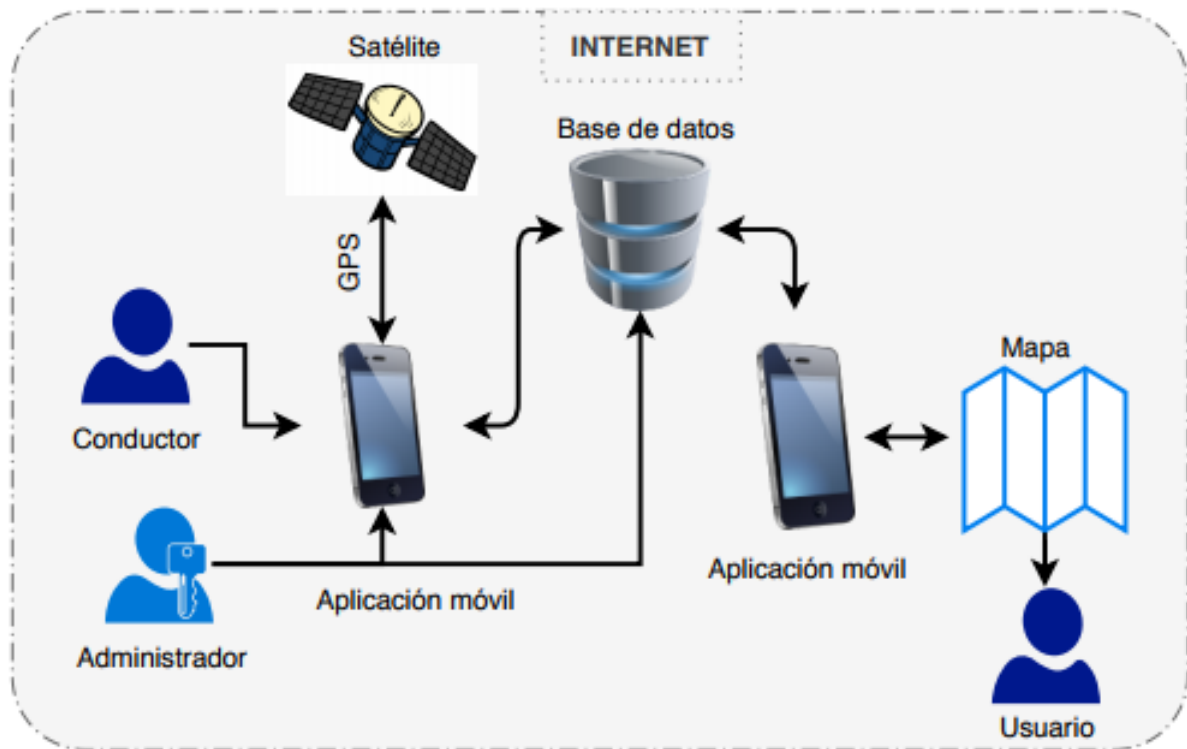 Satélite
INTERNET
Base de datos
GPS
Mapa
Conductor
Aplicación móvil
Aplicación móvil
Administrador
Usuario